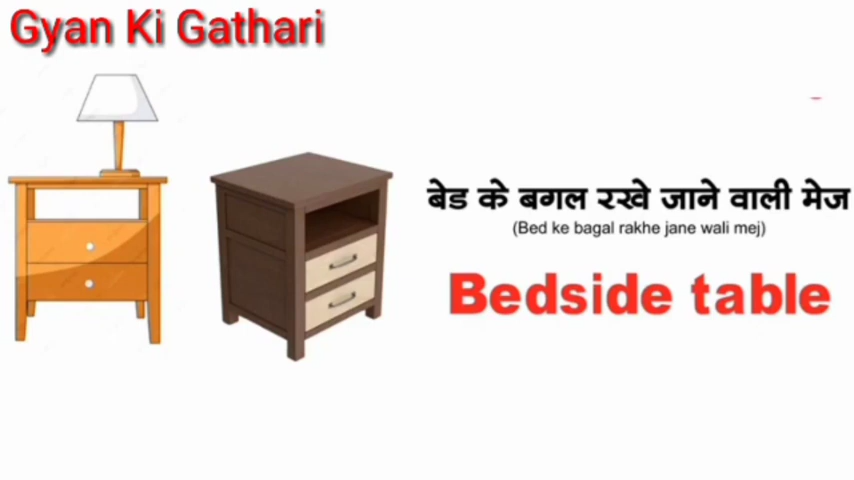 Gyan Ki Gathari
बेड के बगल रखे जाने वाली मेज
(Bed ke bagal rakhe jane wali mej)
Bedside table